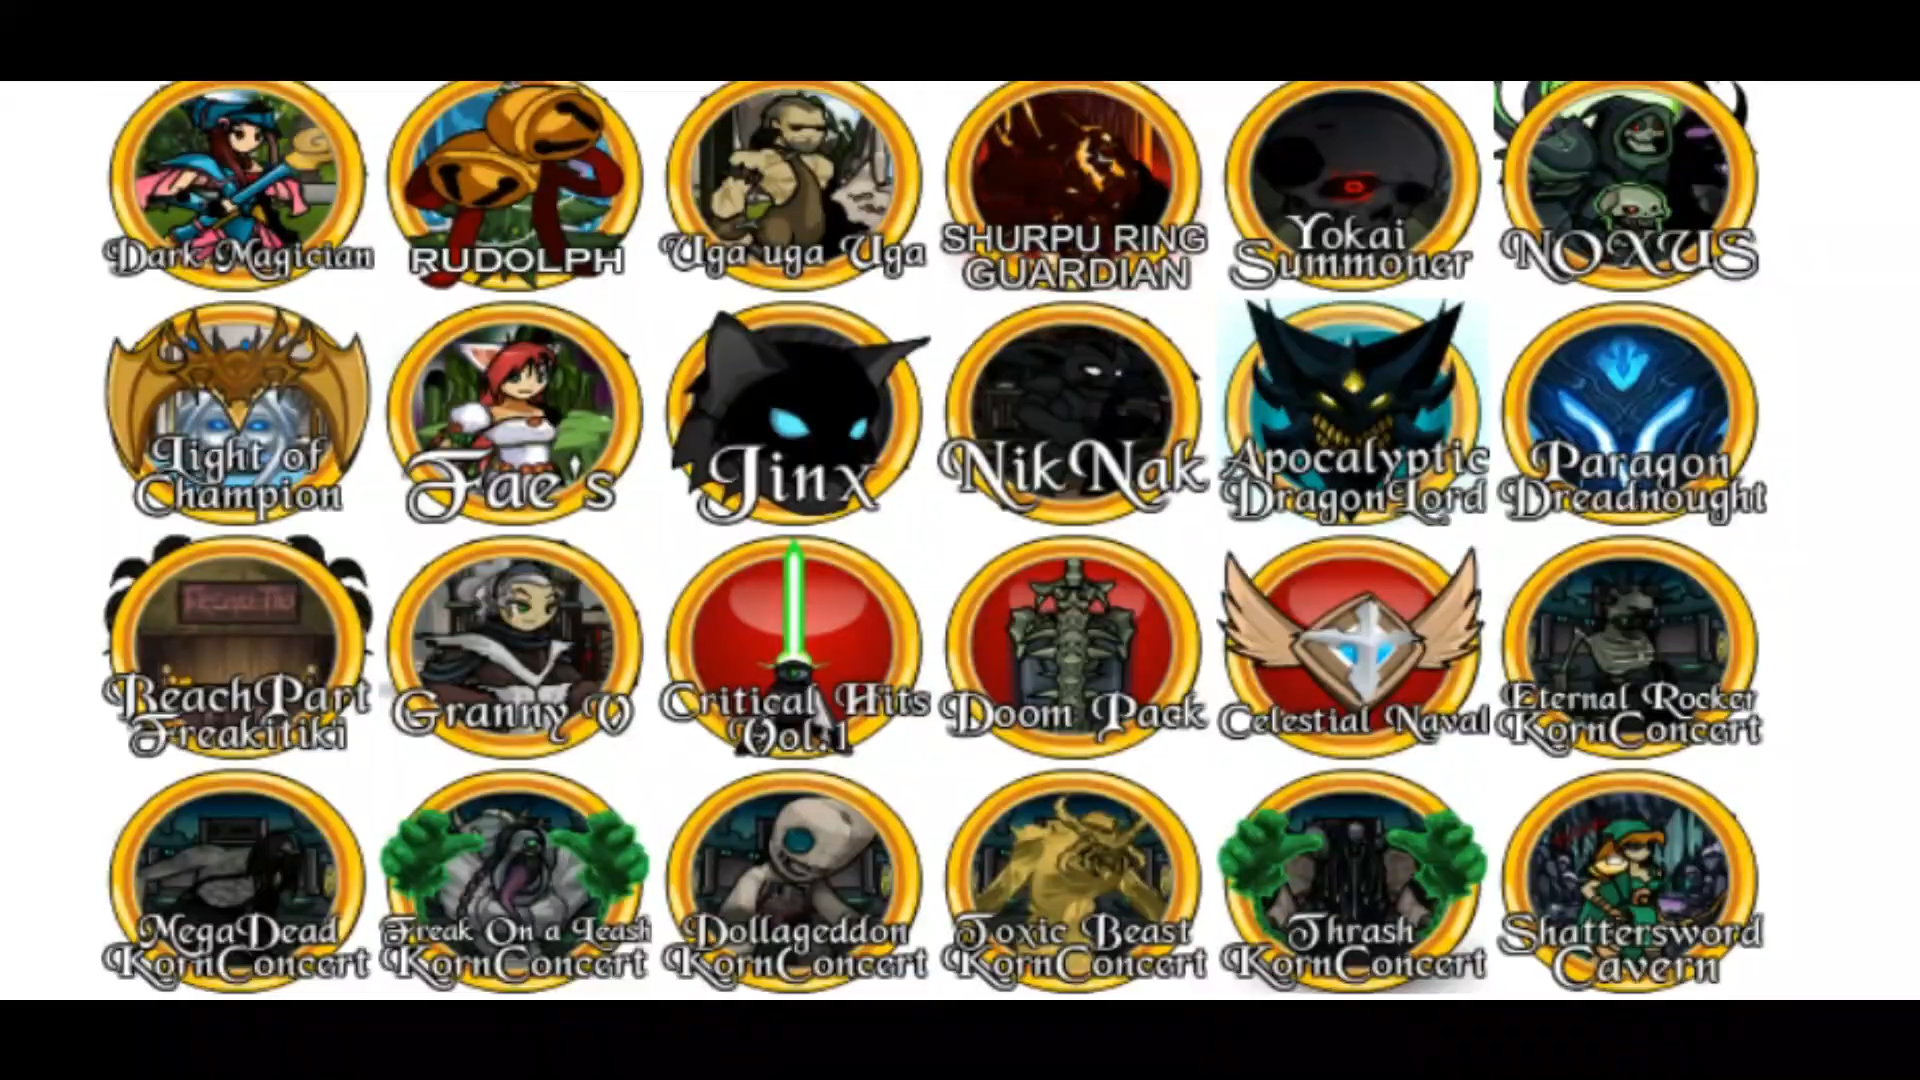 Dark Magician
RUDOLPH
Uga uga Uga
SHURPU RING
GUARDIAN
Yokai
Summoner
NOXUS
Light of
Champion
Fae's
Jinx
NikNak
Apocalyptic
DragonLord
Paragon
Dreadnought
BeachPart
Freakitiki
Granny V
Critical Hits
Vol.1
Doom Pack
Celestial Naval
Eternal Rocker
KornConcert
MegaDead
KornConcert
Freak On a Leash
KornConcert
Dollageddon
KornConcert
Toxic Beast
KornConcert
Thrash
KornConcert
Shattersword
Cavern